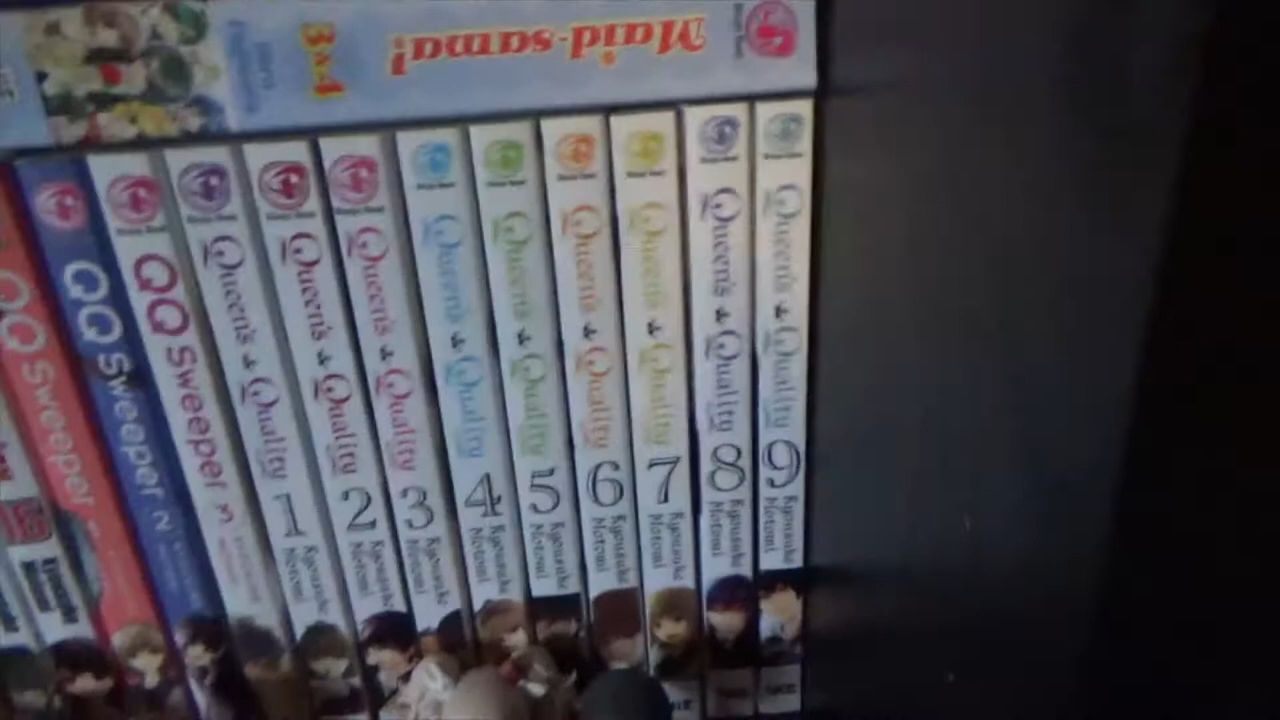 Maid-sama!
3&4
QQ Sweeper
QQ Sweeper 2
QQ Sweeper 3
Queen's Quality 1 Kyousuke Motomi
Queen's Quality 2 Kyousuke Motomi
Queen's Quality 3 Kyousuke Motomi
Queen's Quality 4 Kyousuke Motomi
Queen's Quality 5 Kyousuke Motomi
Queen's Quality 6 Kyousuke Motomi
Queen's Quality 7 Kyousuke Motomi
Queen's Quality 8 Kyousuke Motomi
Queen's Quality 9 Kyousuke Motomi